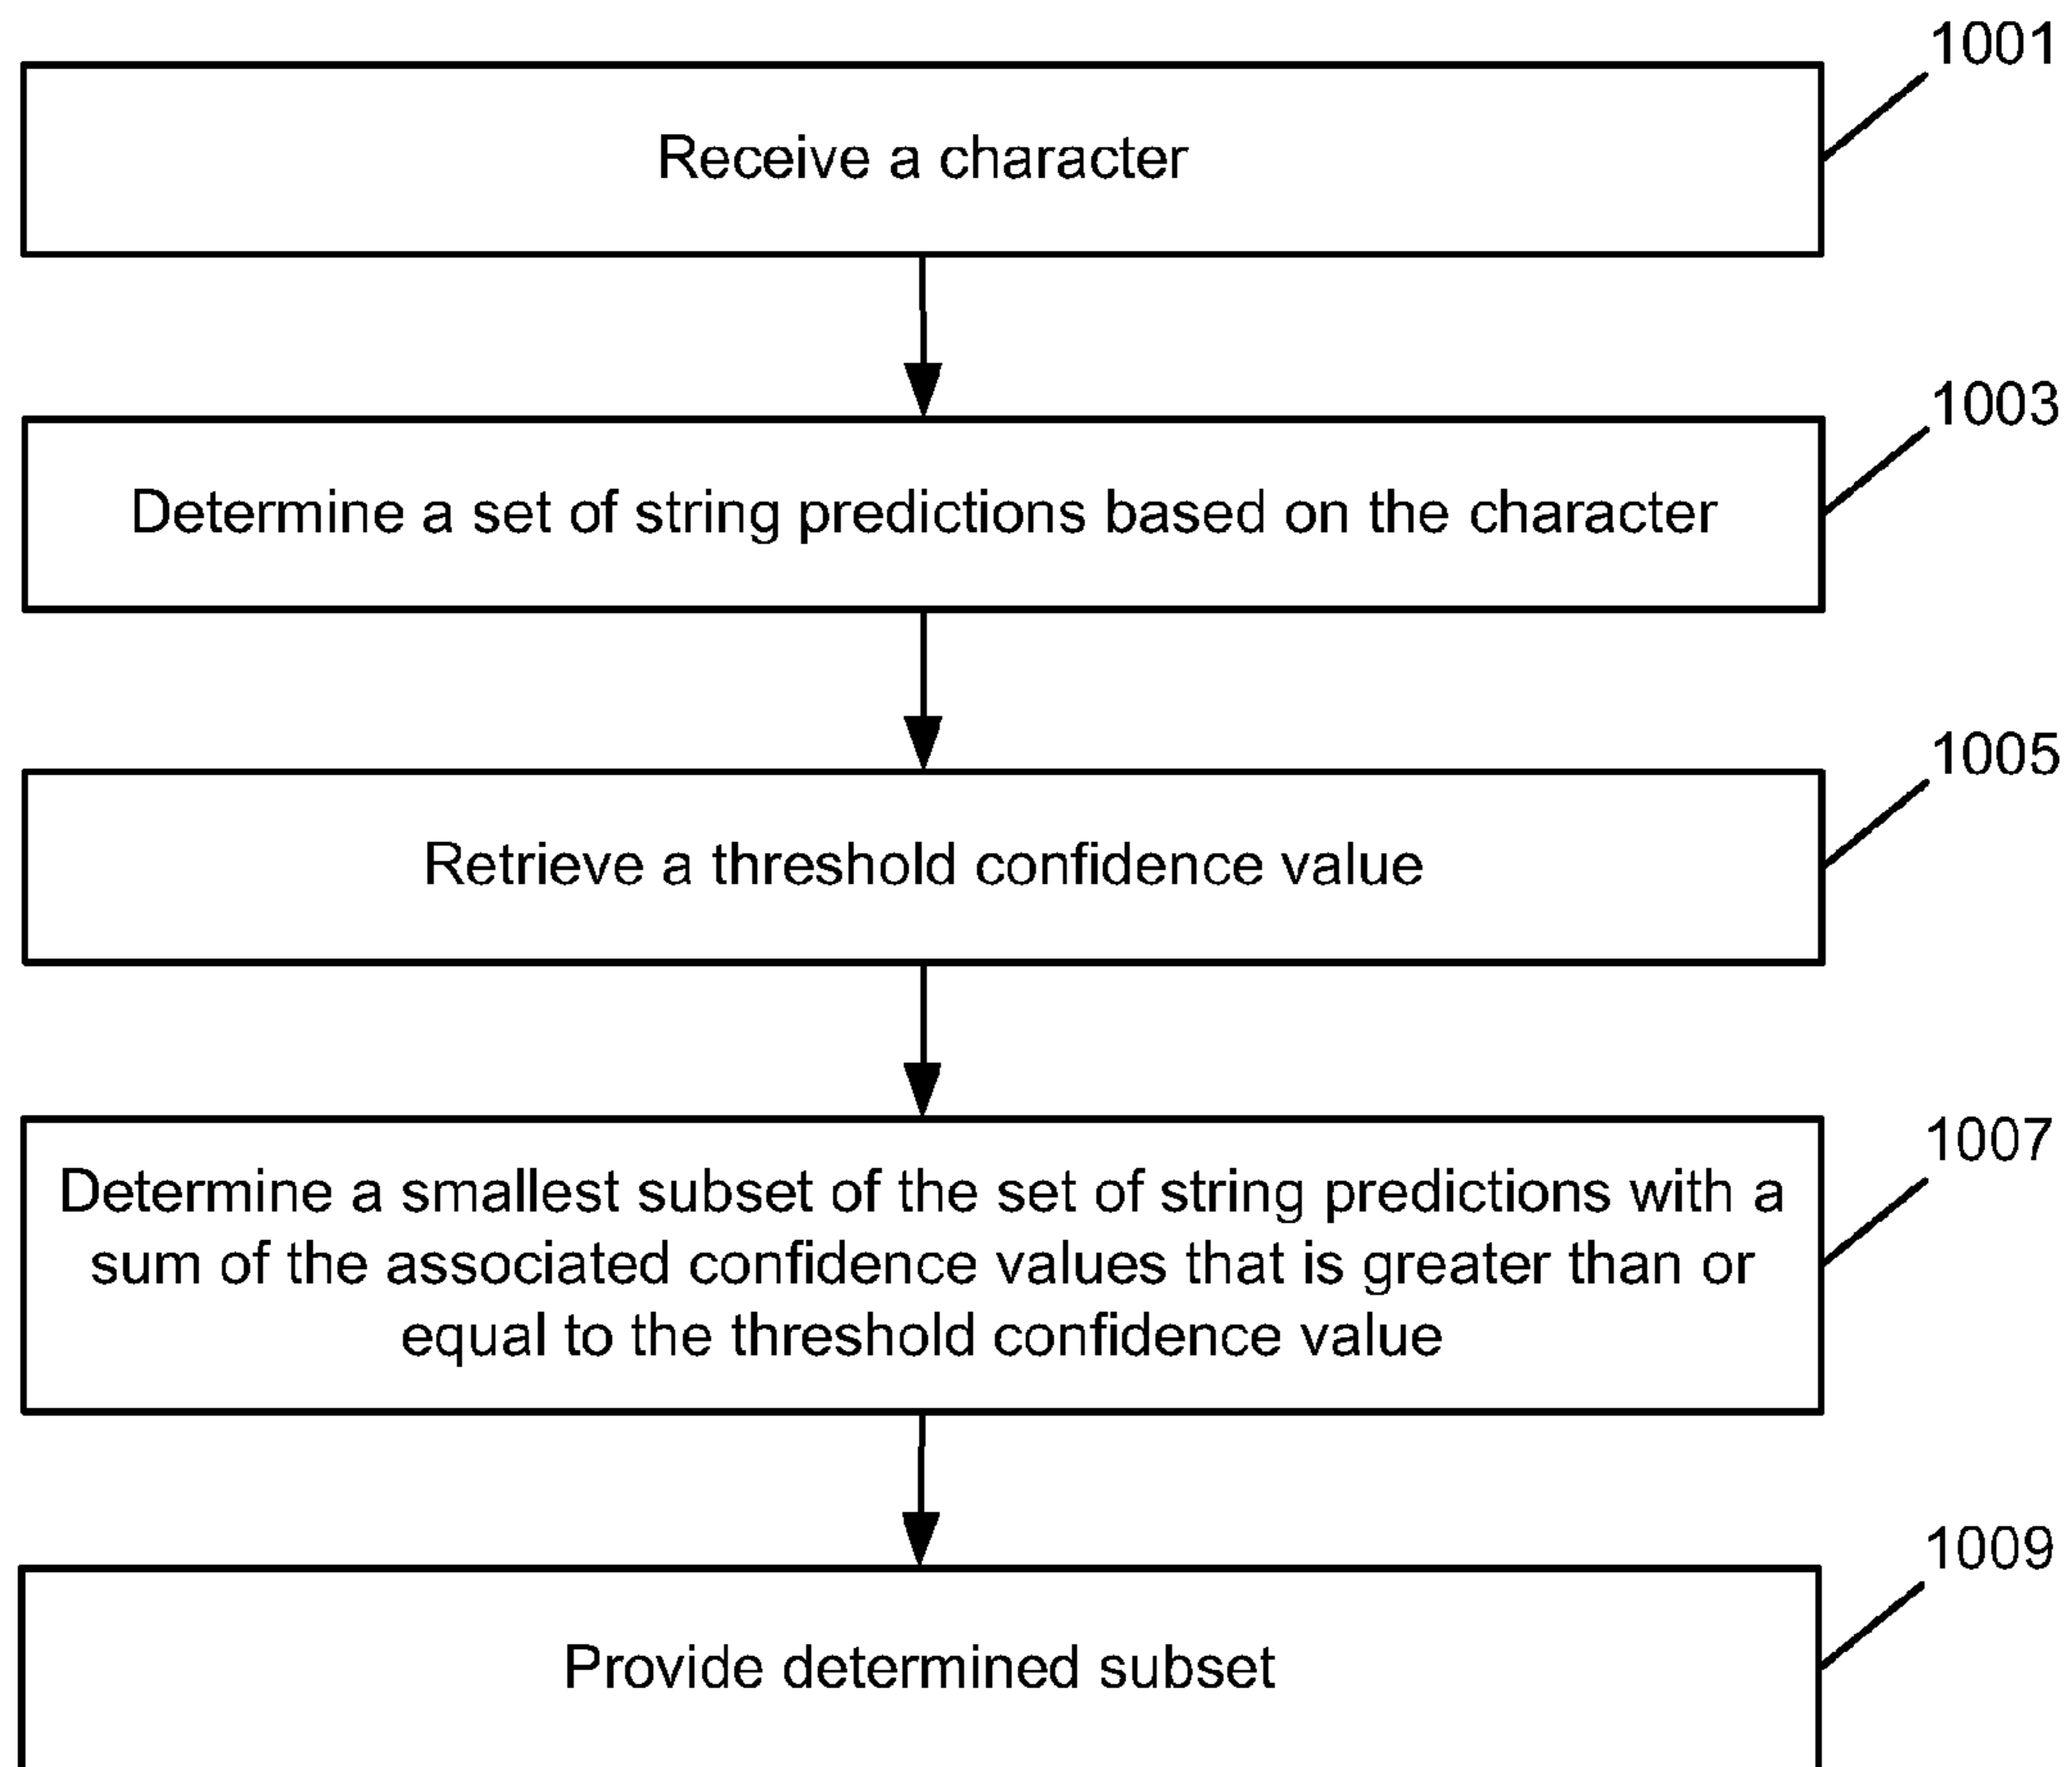 1001
Receive a character
1003
Determine a set of string predictions based on the character
1005
Retrieve a threshold confidence value
1007
Determine a smallest subset of the set of string predictions with a
sum of the associated confidence values that is greater than or
equal to the threshold confidence value
1009
Provide determined subset